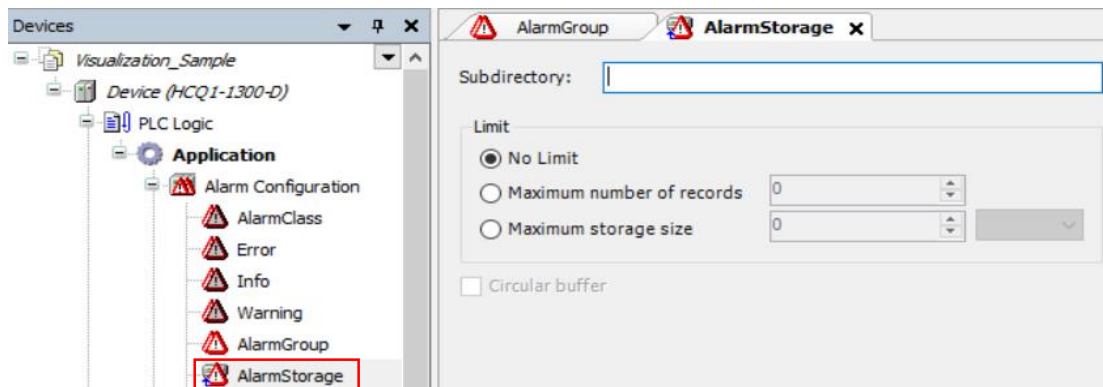 Devices
Visualization_Sample
Device (HCQ1-1300-D)
PLC Logic
Application
Alarm Configuration
AlarmClass
Error
Info
Warning
AlarmGroup
AlarmStorage
AlarmGroup
AlarmStorage
Subdirectory:
Limit
No Limit
Maximum number of records 0
Maximum storage size 0
Circular buffer